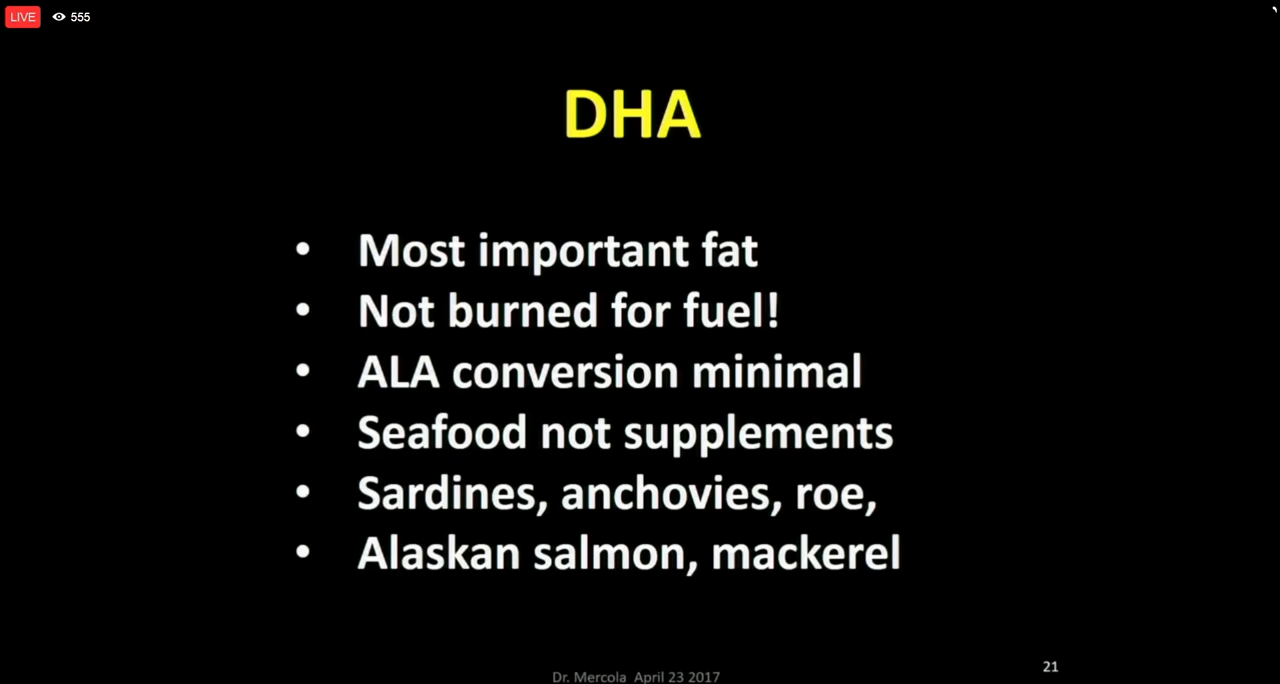 LIVE 555
DHA
• Most important fat
• Not burned for fuel!
• ALA conversion minimal
• Seafood not supplements
• Sardines, anchovies, roe,
• Alaskan salmon, mackerel
Dr. Mercola April 23 2017
21